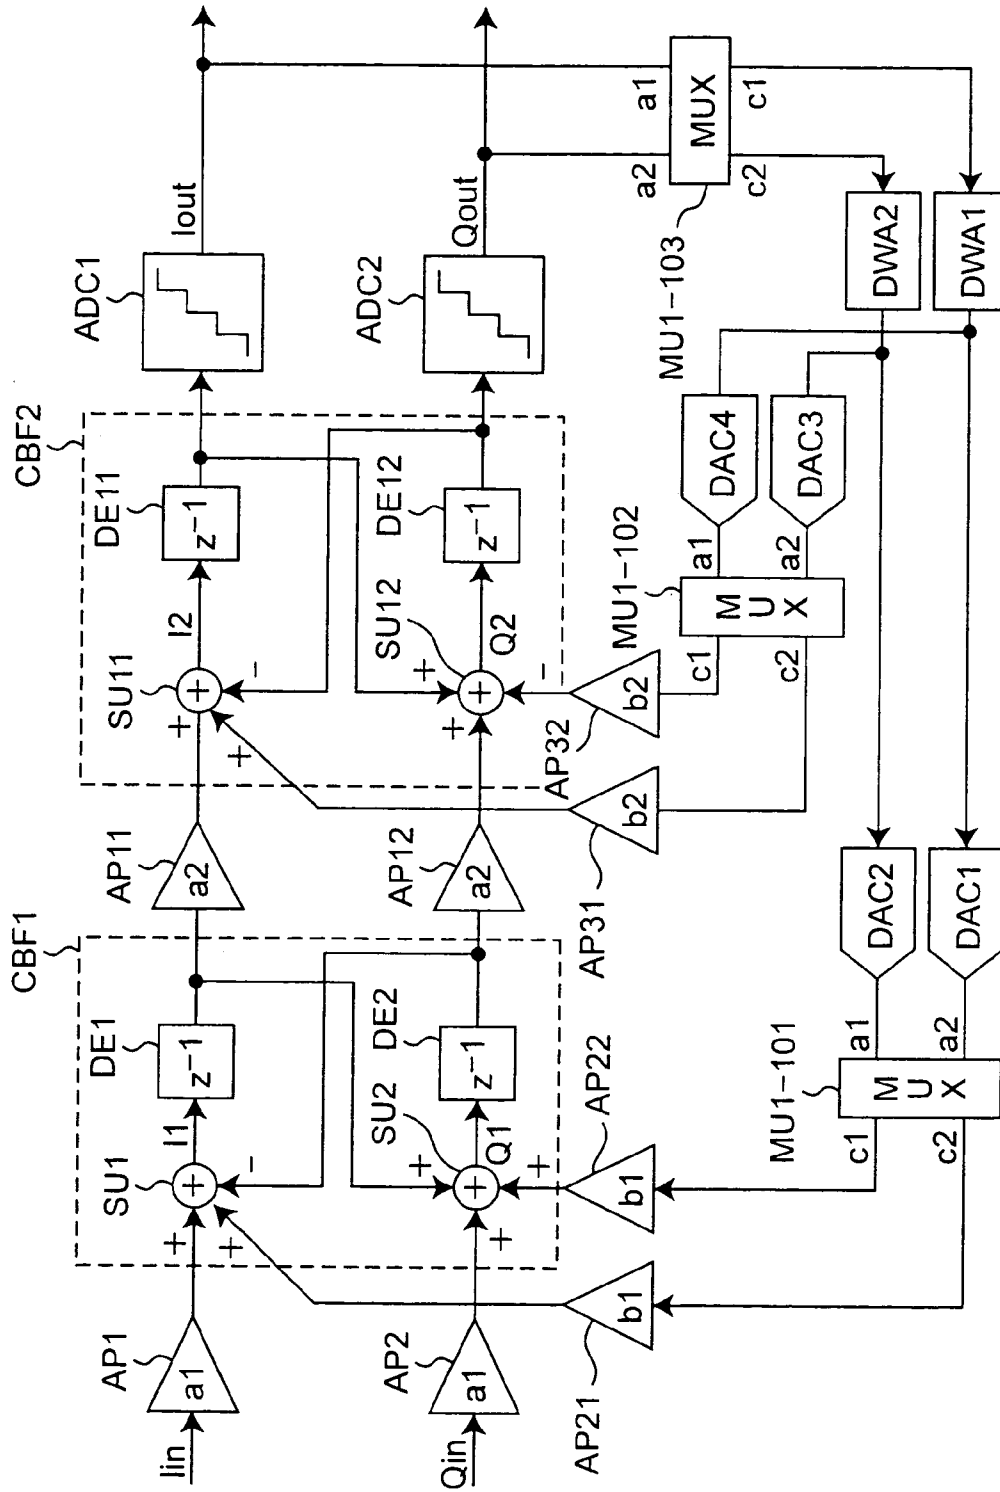 CBF1
CBF2
AP1
SU1
DE1
AP11
SU11
DE11
ADC1
Iin
a1
+
+
+
-
I1
z⁻¹
a2
+
+
+
-
I2
z⁻¹
Iout
AP2
SU2
DE2
AP12
SU12
DE12
ADC2
Qin
a1
+
+
+
+
Q1
z⁻¹
a2
+
+
+
-
Q2
z⁻¹
Qout
AP21
b1
AP22
b1
AP31
b2
AP32
b2
MU1-102
c1
c2
MUX
a1
a2
DAC4
DAC3
MU1-103
a2
a1
MUX
c2
c1
DWA2
DWA1
MU1-101
c1
c2
MUX
a1
a2
DAC2
DAC1